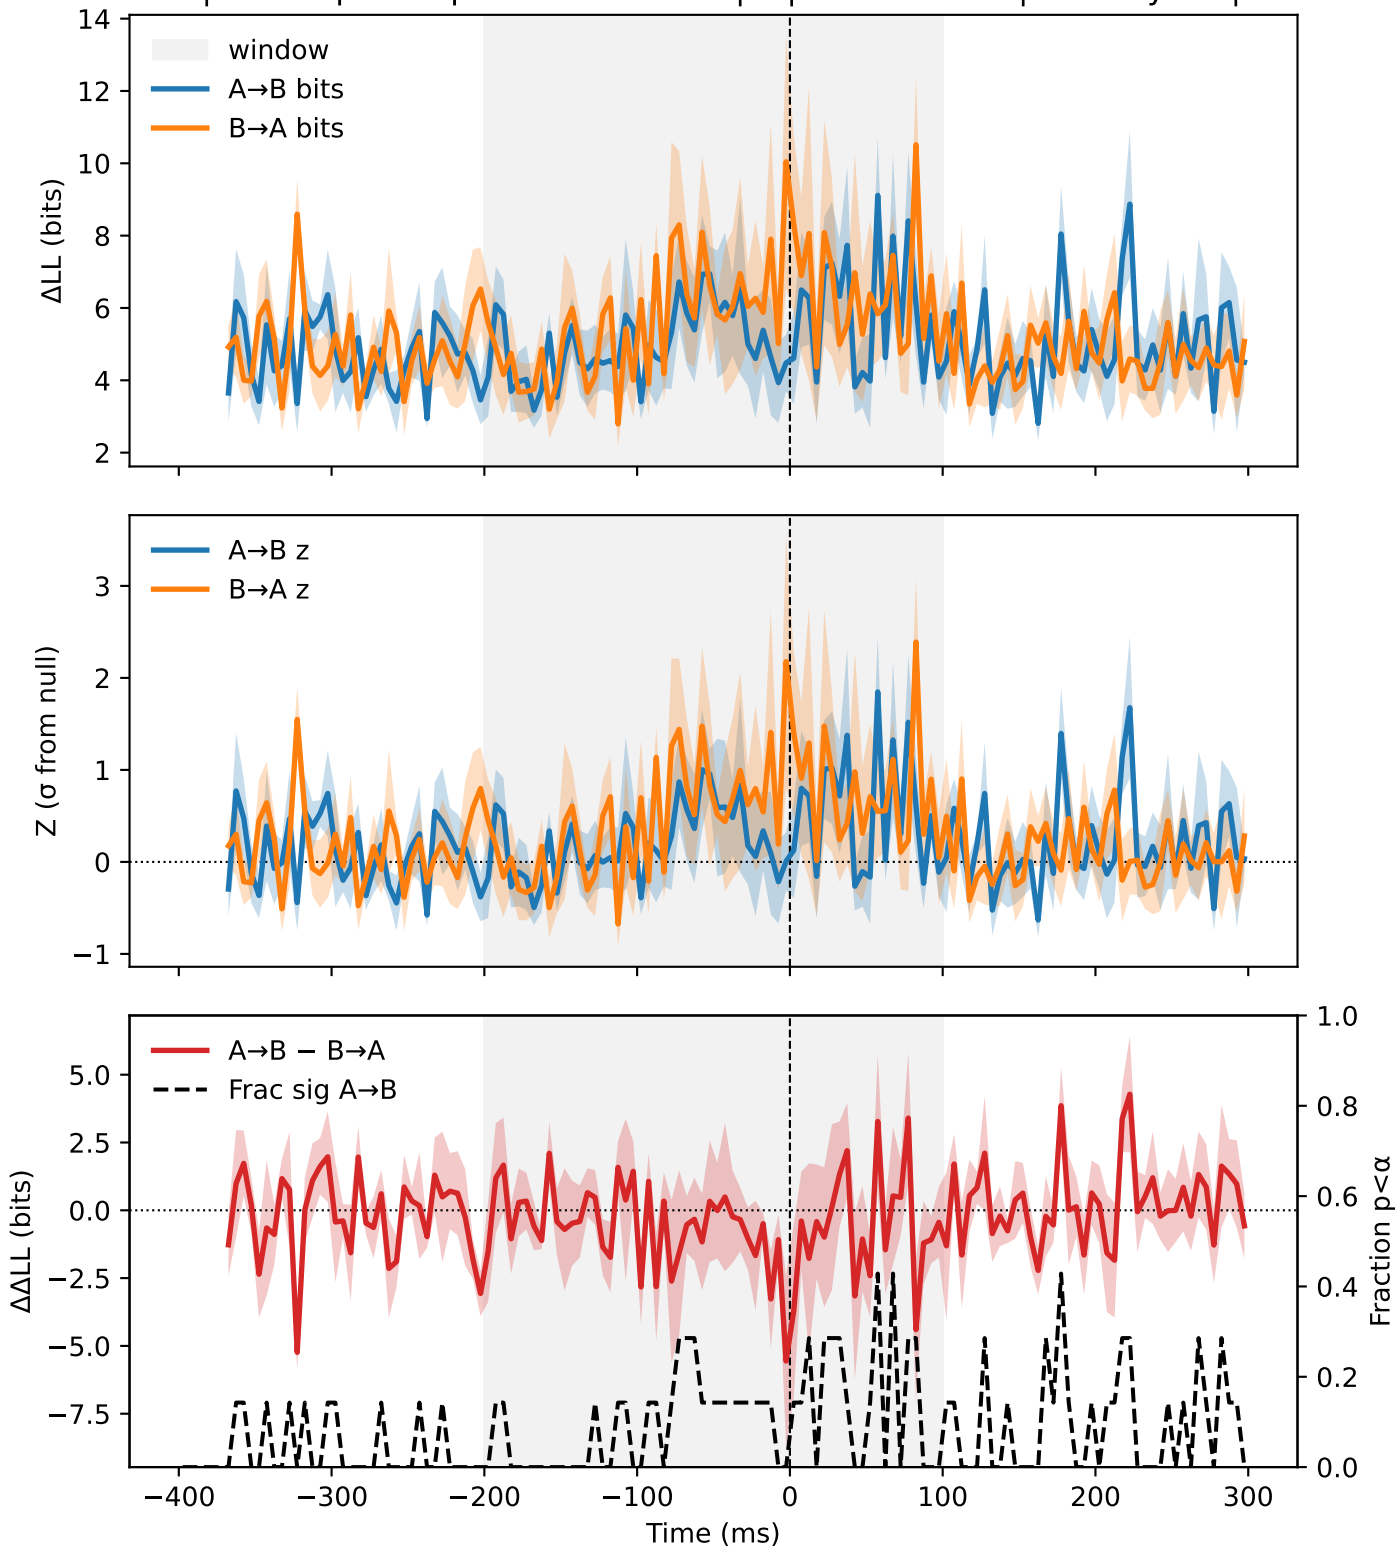 14
12
10
8
6
4
2
ΔLL (bits)
window
A→B bits
B→A bits
3
2
1
0
−1
Z (σ from null)
A→B z
B→A z
5.0
2.5
0.0
−2.5
−5.0
−7.5
ΔΔLL (bits)
A→B − B→A
Frac sig A→B
1.0
0.8
0.6
0.4
0.2
0.0
Fraction p<α
−400 −300 −200 −100 0 100 200 300
Time (ms)